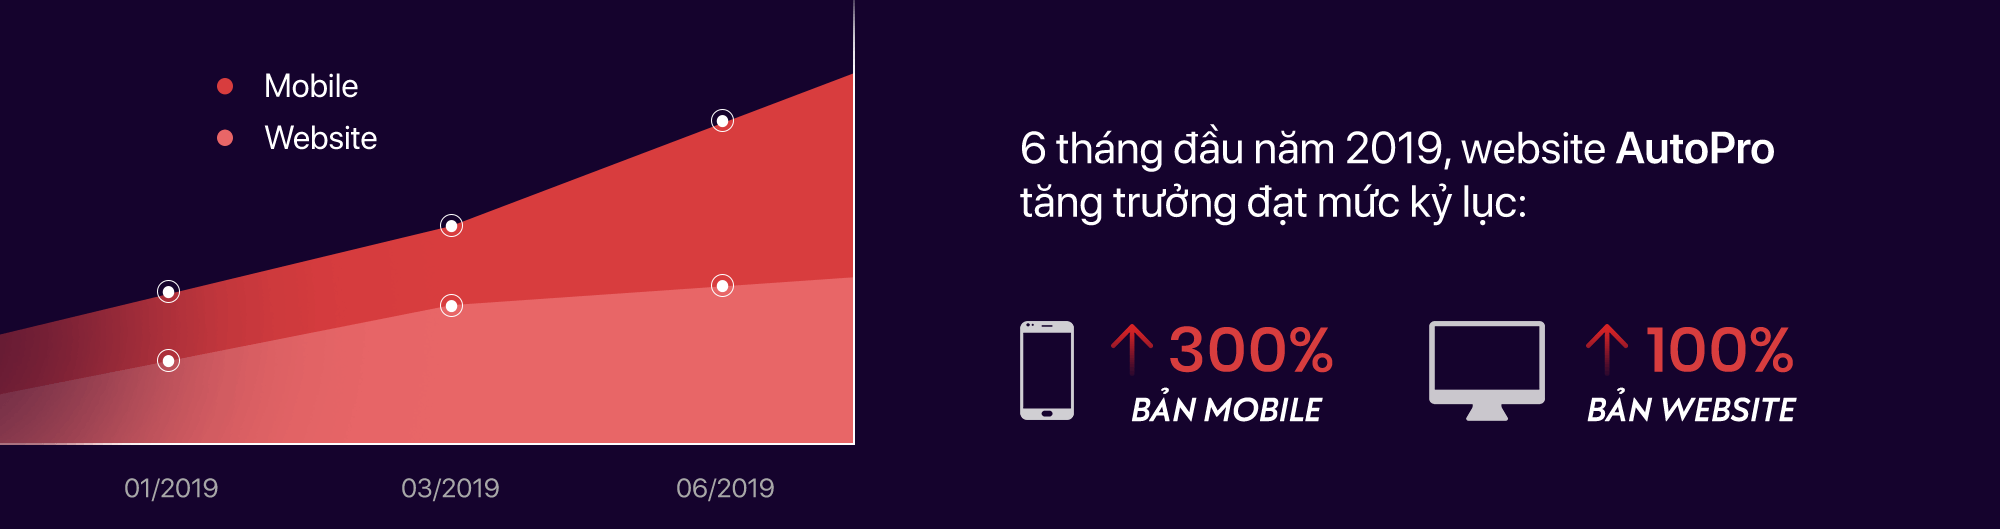 Mobile
Website
01/2019
03/2019
06/2019
6 tháng đầu năm 2019, website AutoPro
tăng trưởng đạt mức kỷ lục:
300%
BẢN MOBILE
100%
BẢN WEBSITE